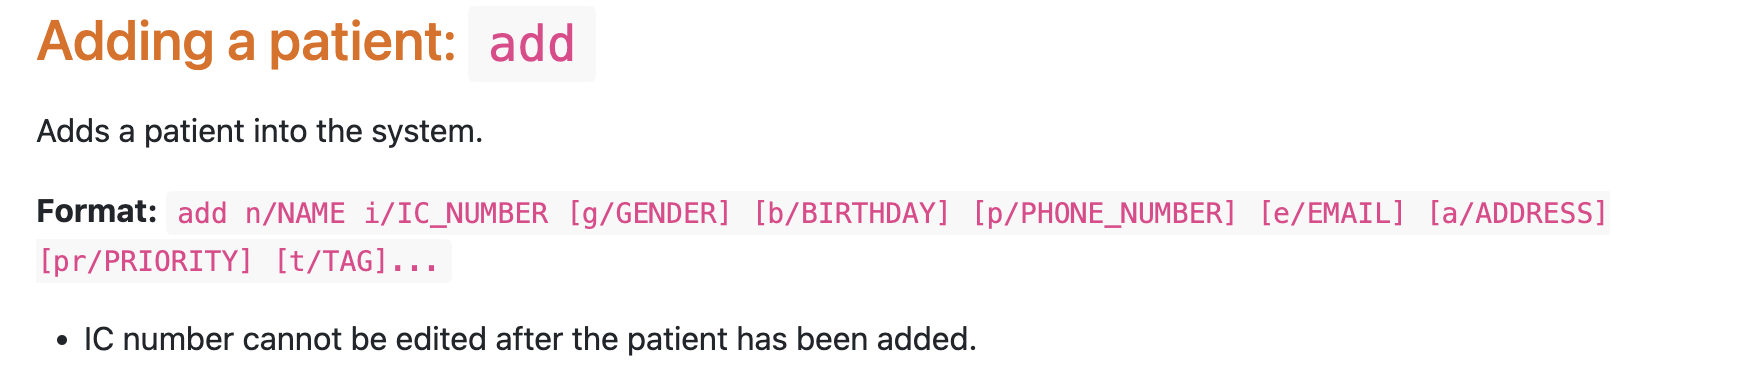 Adding a patient: add
Adds a patient into the system.
Format: add n/NAME i/IC_NUMBER [g/GENDER] [b/BIRTHDAY] [p/PHONE_NUMBER] [e/EMAIL] [a/ADDRESS]
[pr/PRIORITY] [t/TAG]...
• IC number cannot be edited after the patient has been added.